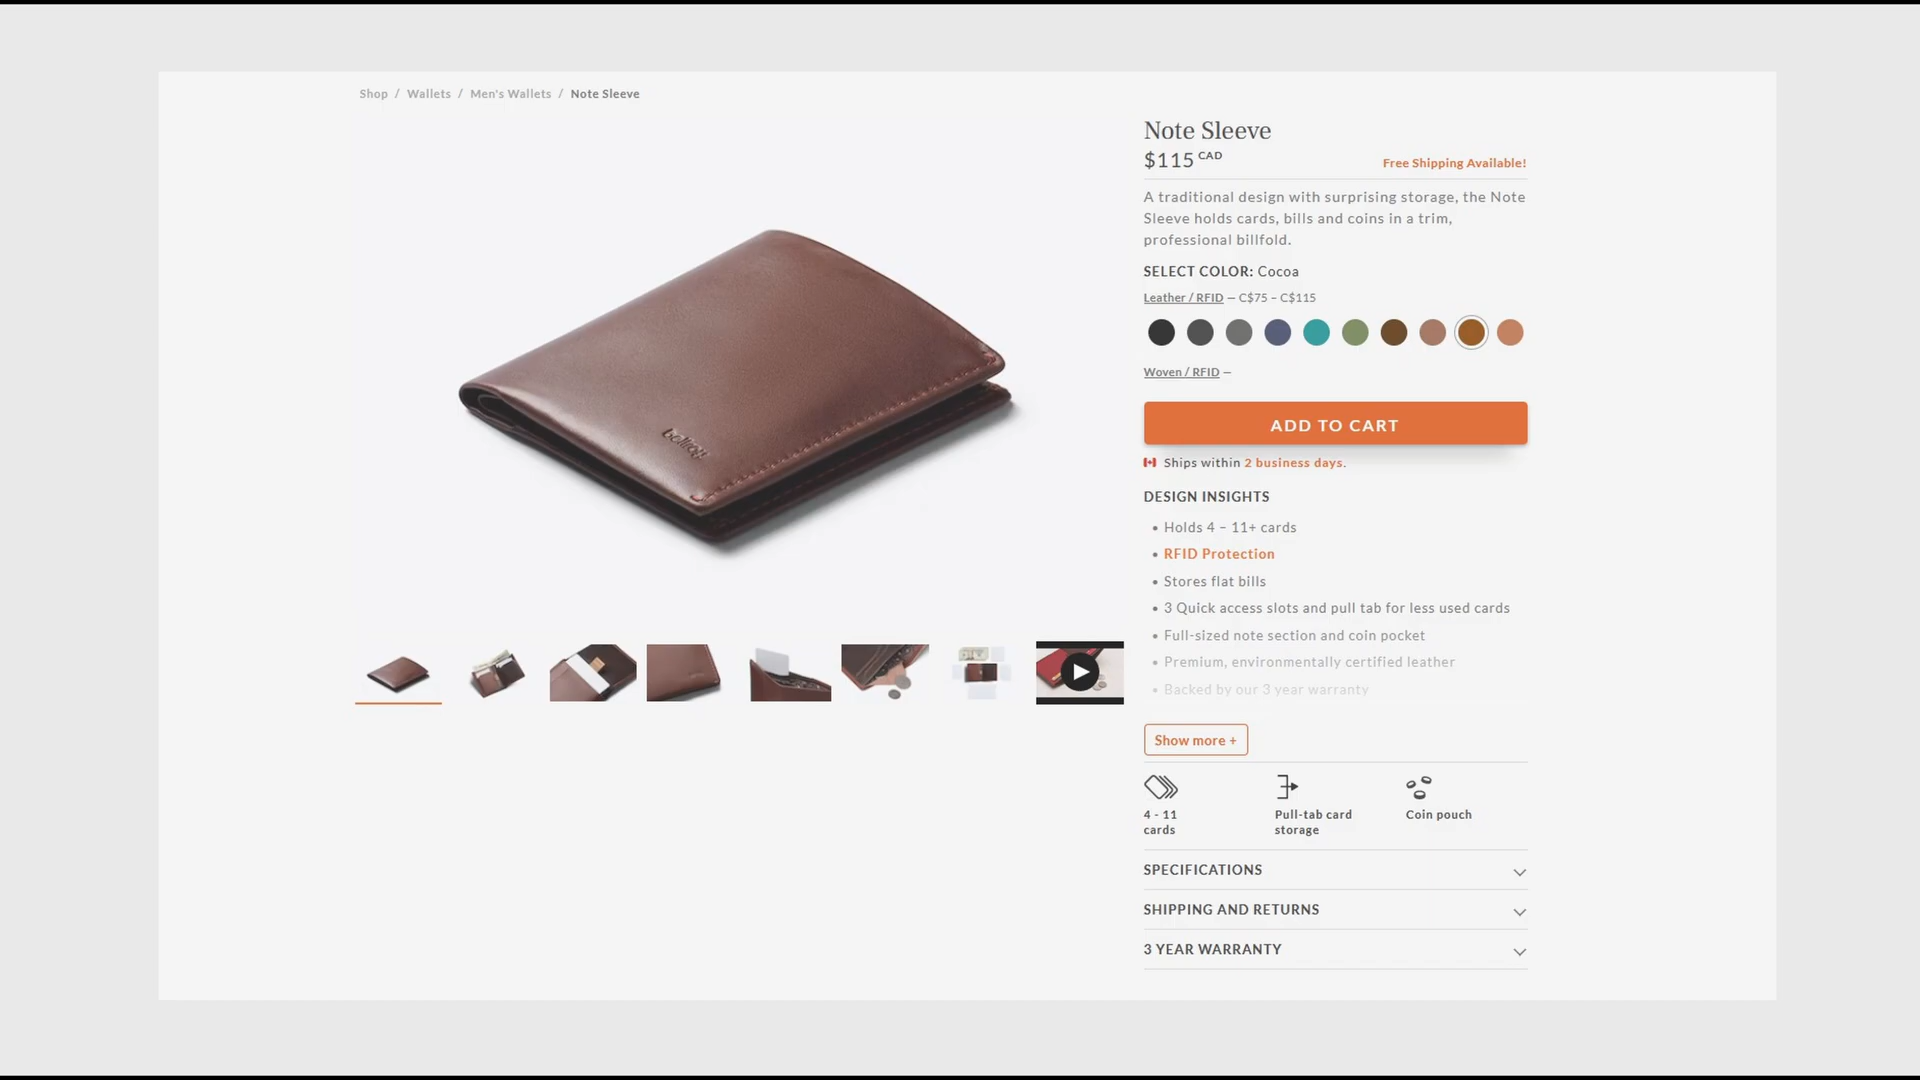 Shop / Wallets / Men's Wallets / Note Sleeve
Note Sleeve
$115 CAD
Free Shipping Available!
A traditional design with surprising storage, the Note
Sleeve holds cards, bills and coins in a trim,
professional billfold.
SELECT COLOR: Cocoa
Leather / RFID — C$75 – C$115
Woven / RFID —
ADD TO CART
Ships within 2 business days.
DESIGN INSIGHTS
• Holds 4 – 11+ cards
• RFID Protection
• Stores flat bills
• 3 Quick access slots and pull tab for less used cards
• Full-sized note section and coin pocket
• Premium, environmentally certified leather
• Backed by our 3 year warranty
Show more +
4 - 11
cards
Pull-tab card
storage
Coin pouch
SPECIFICATIONS
SHIPPING AND RETURNS
3 YEAR WARRANTY
bellroy